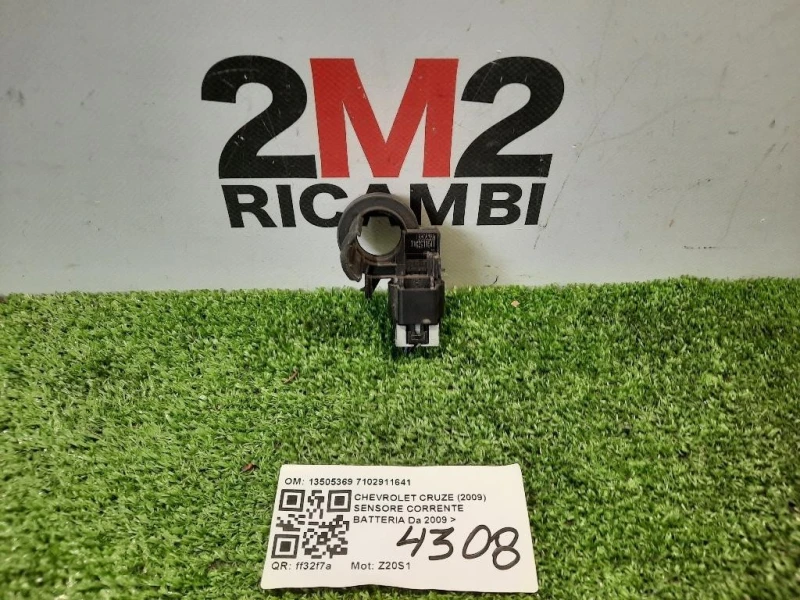 2M2
RICAMBI
OM: 13505369 7102911641
CHEVROLET CRUZE (2009)
SENSORE CORRENTE
BATTERIA Da 2009 >
4308
QR: ff32f7a Mot: Z20S1